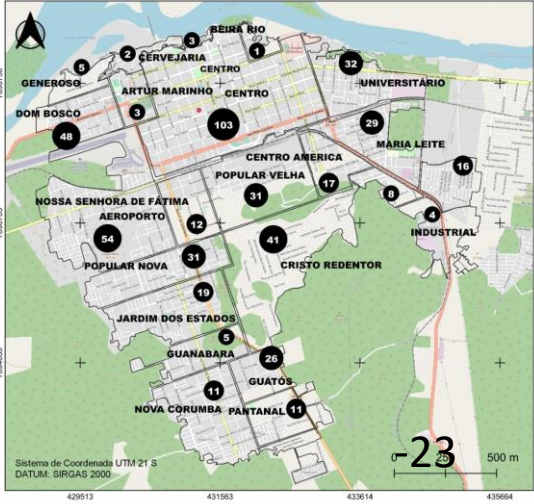 BEIRA RIO
3
1
2
CERVEJARIA
32
5
CENTRO
GENEROSO
UNIVERSITÁRIO
ARTUR MARINHO
CENTRO
DOM BOSCO
3
103
29
48
MARIA LEITE
CENTRO AMERICA
16
POPULAR VELHA
17
31
8
NOSSA SENHORA DE FÁTIMA
AEROPORTO
12
4
54
41
INDUSTRIAL
31
POPULAR NOVA
CRISTO REDENTOR
19
JARDIM DOS ESTADOS
5
GUANABARA
26
GUATÓS
11
NOVA CORUMBA
PANTANAL
11
-23
0 500 m
Sistema de Coordenada UTM 21 S
DATUM: SIRGAS 2000
429513 431563 433614 435664